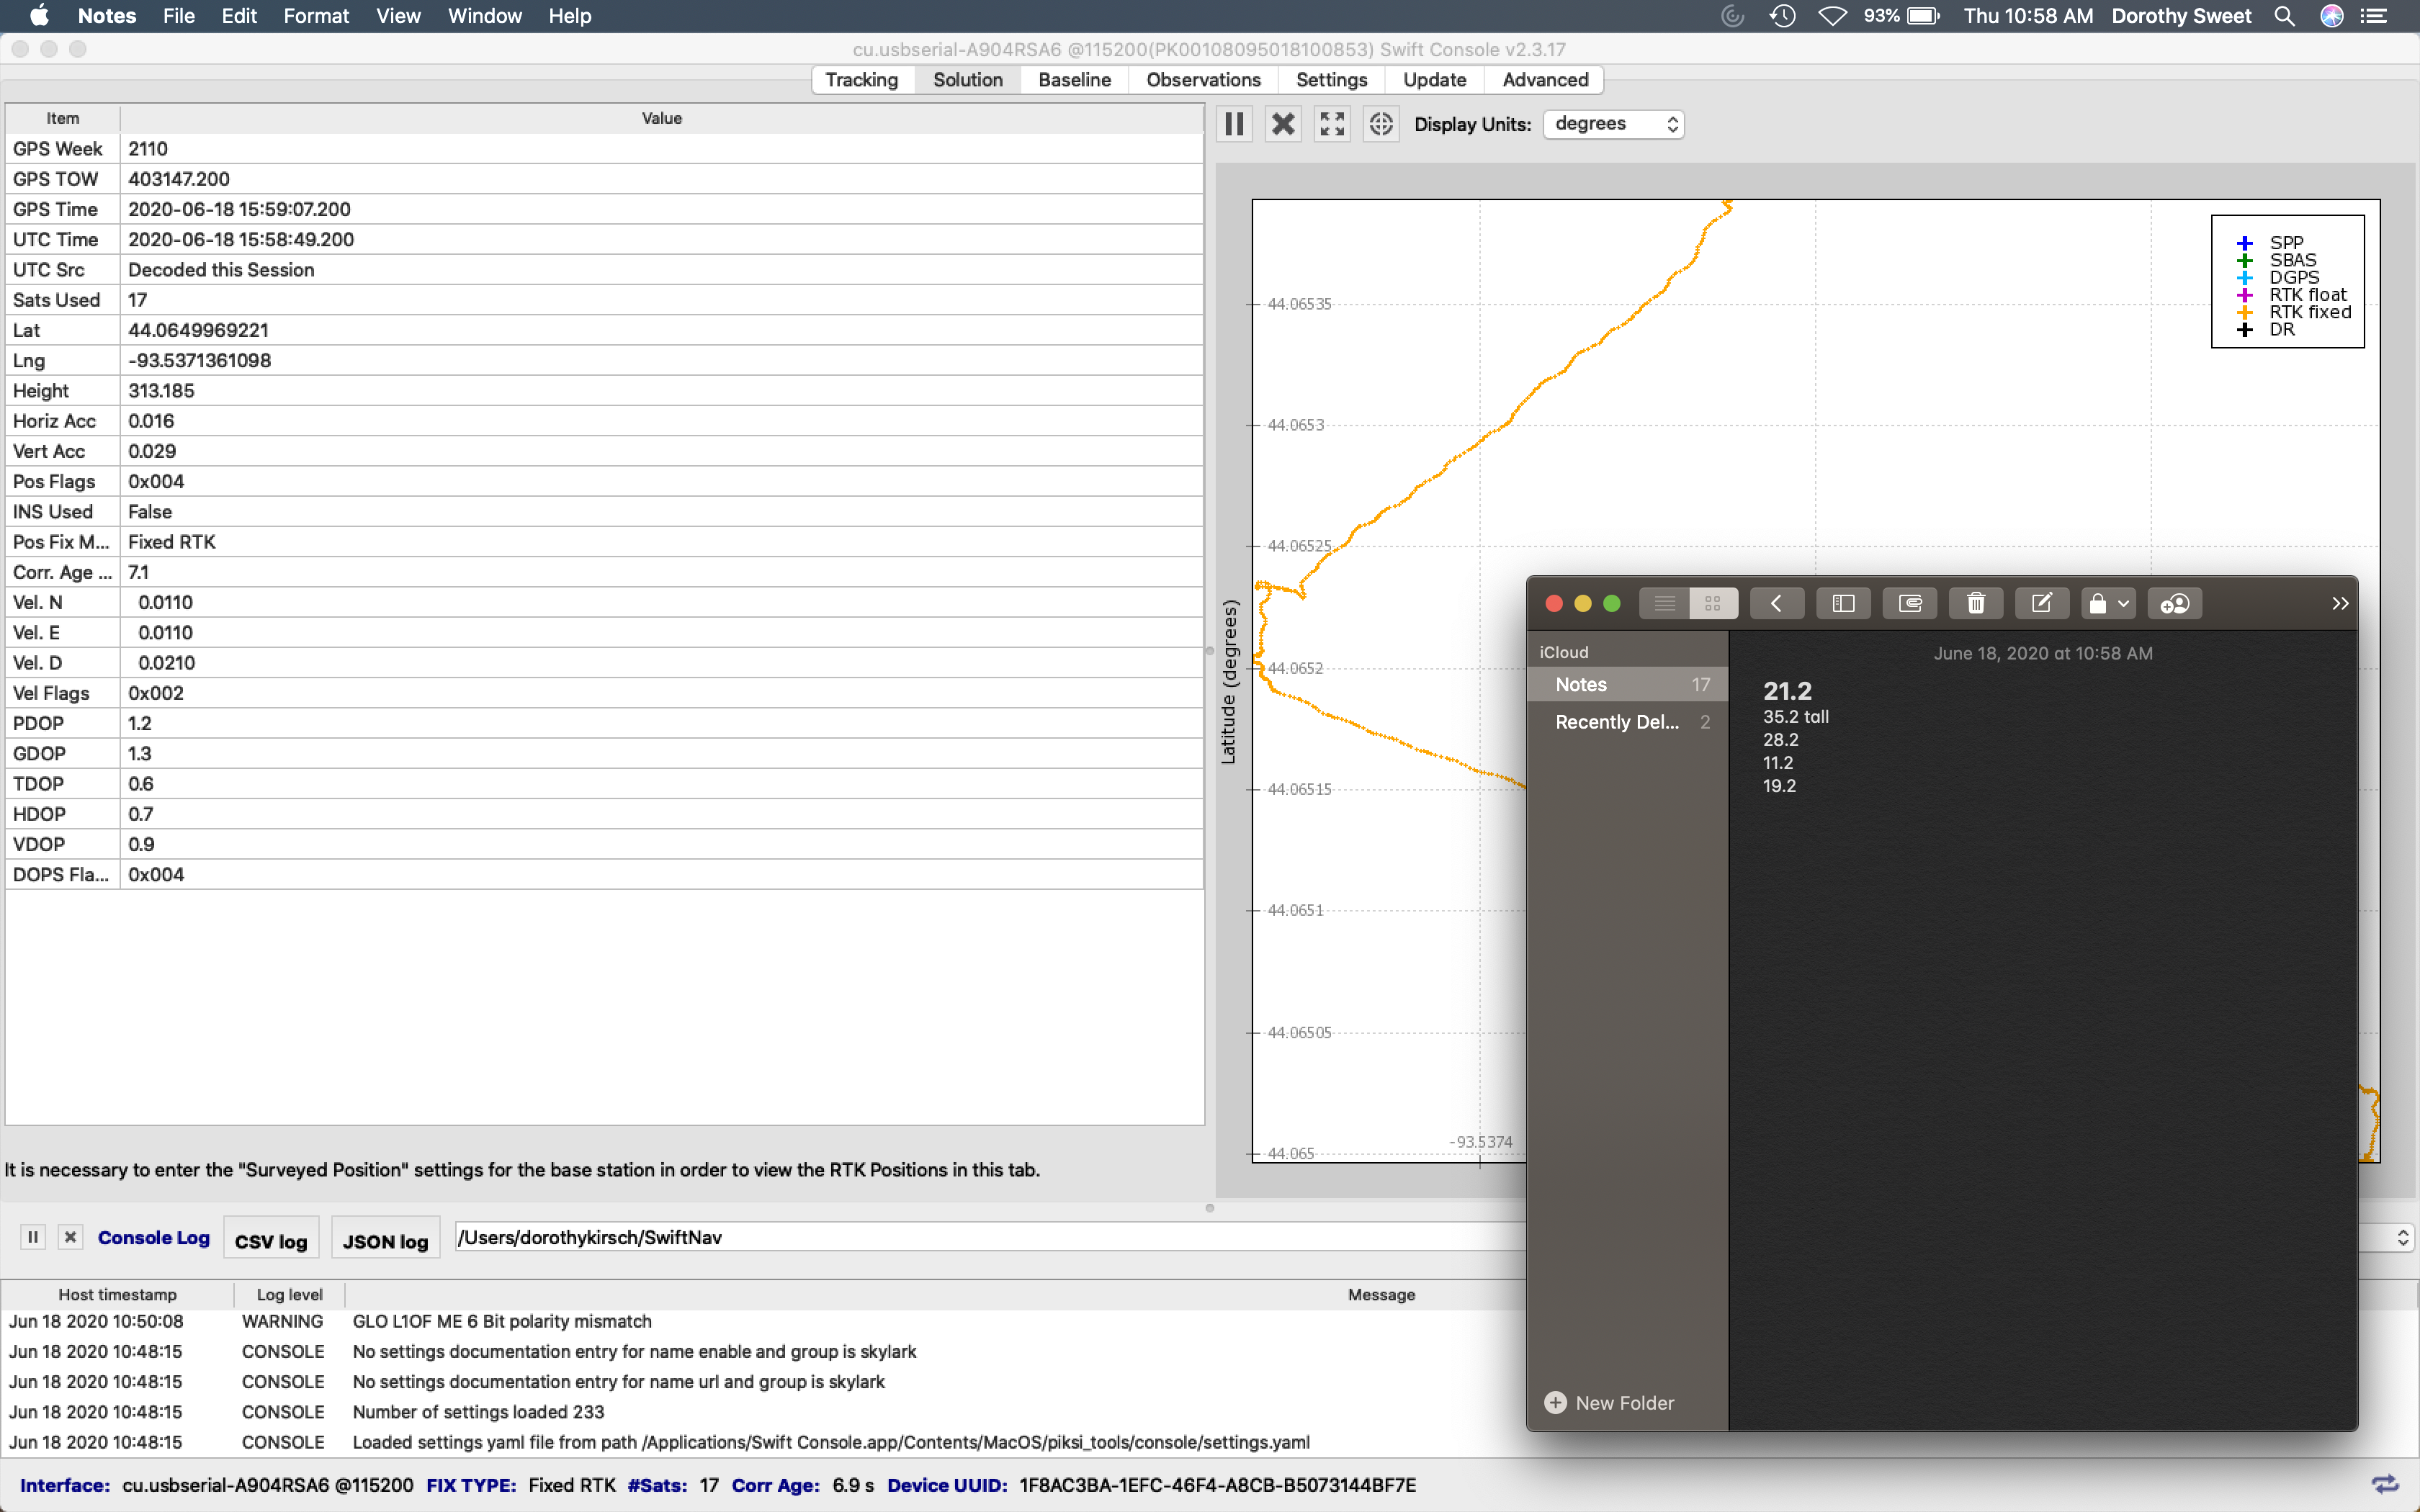 Notes File Edit Format View Window Help 93% Thu 10:58 AM Dorothy Sweet
cu.usbserial-A904RSA6 @115200(PK00108095018100853) Swift Console v2.3.17
Tracking Solution Baseline Observations Settings Update Advanced
Item Value
GPS Week 2110
GPS TOW 403147.200
GPS Time 2020-06-18 15:59:07.200
UTC Time 2020-06-18 15:58:49.200
UTC Src Decoded this Session
Sats Used 17
Lat 44.0649969221
Lng -93.5371361098
Height 313.185
Horiz Acc 0.016
Vert Acc 0.029
Pos Flags 0x004
INS Used False
Pos Fix M... Fixed RTK
Corr. Age ... 7.1
Vel. N 0.0110
Vel. E 0.0110
Vel. D 0.0210
Vel Flags 0x002
PDOP 1.2
GDOP 1.3
TDOP 0.6
HDOP 0.7
VDOP 0.9
DOPS Fla... 0x004
It is necessary to enter the "Surveyed Position" settings for the base station in order to view the RTK Positions in this tab.
Display Units: degrees
SPP
SBAS
DGPS
RTK float
RTK fixed
DR
Latitude (degrees)
44.06535
44.0653
44.06525
44.0652
44.06515
44.0651
44.06505
44.065
-93.5374
iCloud
Notes 17
Recently Del... 2
New Folder
June 18, 2020 at 10:58 AM
21.2
35.2 tall
28.2
11.2
19.2
Console Log CSV log JSON log /Users/dorothykirsch/SwiftNav
Host timestamp Log level Message
Jun 18 2020 10:50:08 WARNING GLO L1OF ME 6 Bit polarity mismatch
Jun 18 2020 10:48:15 CONSOLE No settings documentation entry for name enable and group is skylark
Jun 18 2020 10:48:15 CONSOLE No settings documentation entry for name url and group is skylark
Jun 18 2020 10:48:15 CONSOLE Number of settings loaded 233
Jun 18 2020 10:48:15 CONSOLE Loaded settings yaml file from path /Applications/Swift Console.app/Contents/MacOS/piksi_tools/console/settings.yaml
Interface: cu.usbserial-A904RSA6 @115200 FIX TYPE: Fixed RTK #Sats: 17 Corr Age: 6.9 s Device UUID: 1F8AC3BA-1EFC-46F4-A8CB-B5073144BF7E